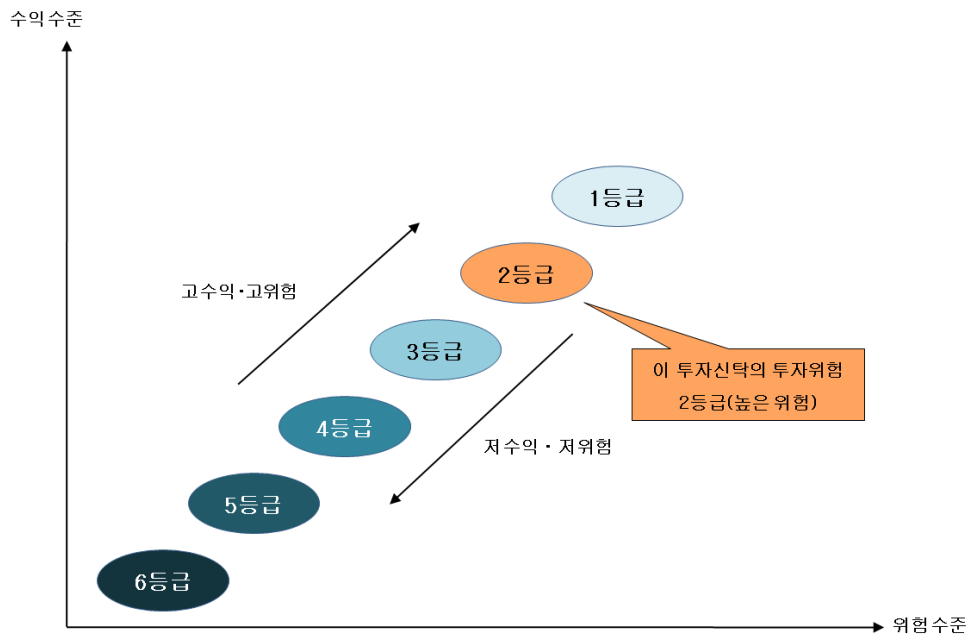 수익수준
1등급
2등급
고수익·고위험
3등급
이 투자신탁의 투자위험
2등급(높은 위험)
4등급
저수익 · 저위험
5등급
6등급
위험수준